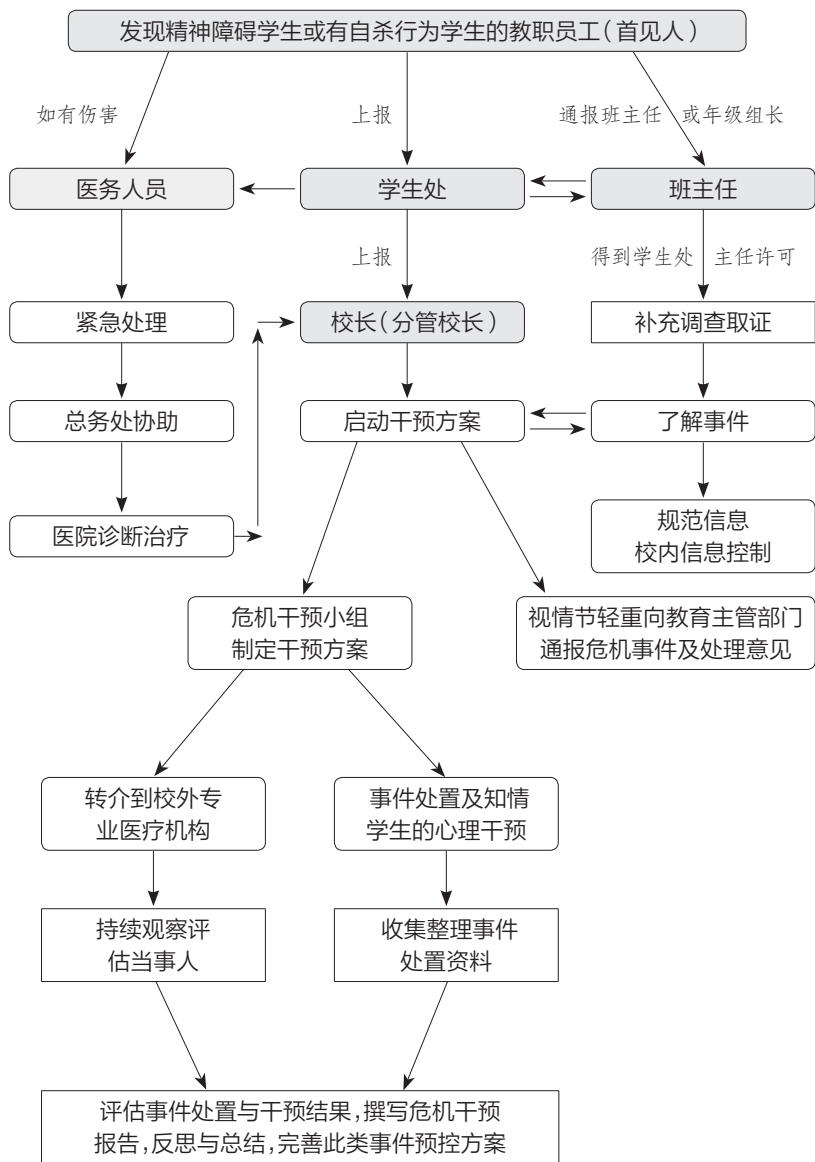 发现精神障碍学生或有自杀行为学生的教职员工(首见人)
如有伤害
上报
通报班主任 或年级组长
医务人员
学生处
班主任
上报
得到学生处 主任许可
紧急处理
校长(分管校长)
补充调查取证
总务处协助
启动干预方案
了解事件
医院诊断治疗
规范信息
校内信息控制
危机干预小组
制定干预方案
视情节轻重向教育主管部门
通报危机事件及处理意见
转介到校外专
业医疗机构
事件处置及知情
学生的心理干预
持续观察评
估当事人
收集整理事件
处置资料
评估事件处置与干预结果,撰写危机干预
报告,反思与总结,完善此类事件预控方案